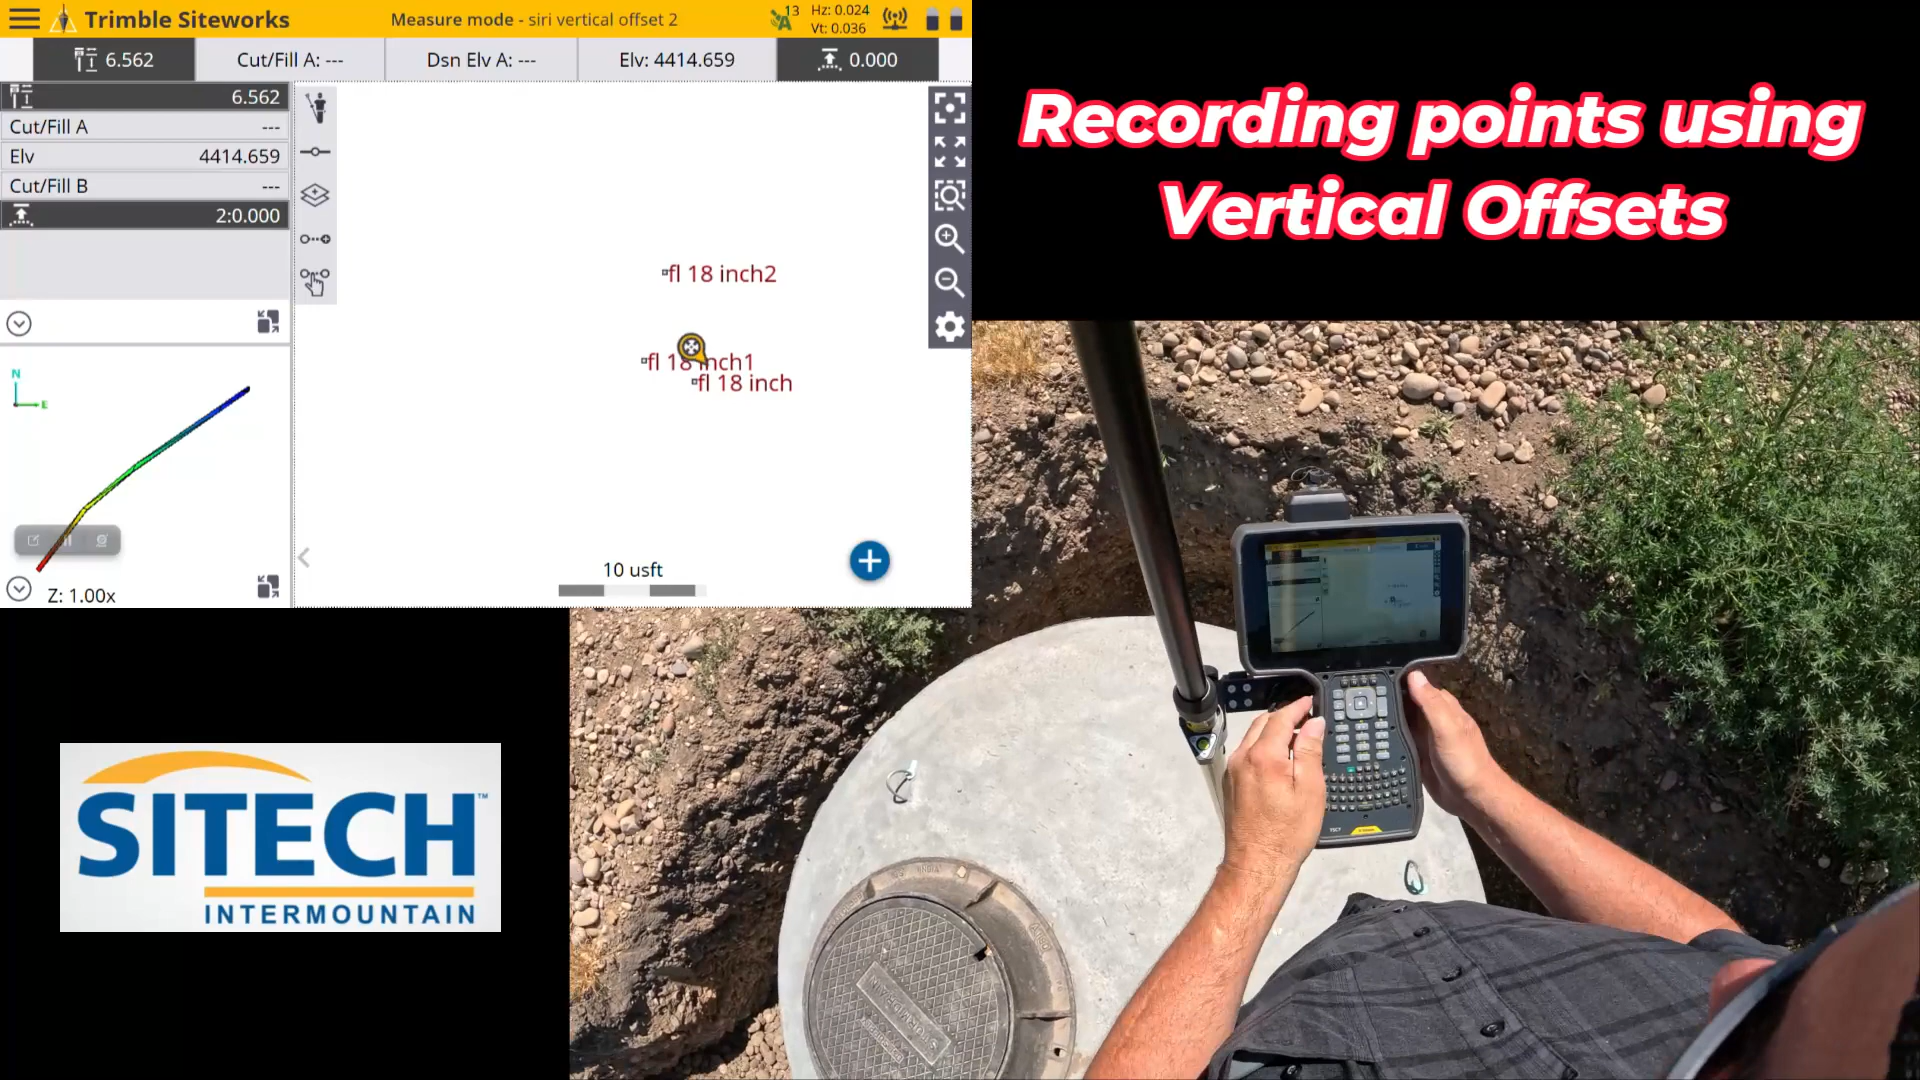 Trimble Siteworks
Measure mode - siri vertical offset 2
13
Hz: 0.024
Vt: 0.036
6.562
Cut/Fill A: ---
Dsn Elv A: ---
Elv: 4414.659
0.000
6.562
Cut/Fill A ---
Elv 4414.659
Cut/Fill B ---
2:0.000
N
E
Z: 1.00x
fl 18 inch2
fl 18 inch1
fl 18 inch
10 usft
Recording points using
Vertical Offsets
SITECH™
INTERMOUNTAIN
TSC7
INDIA